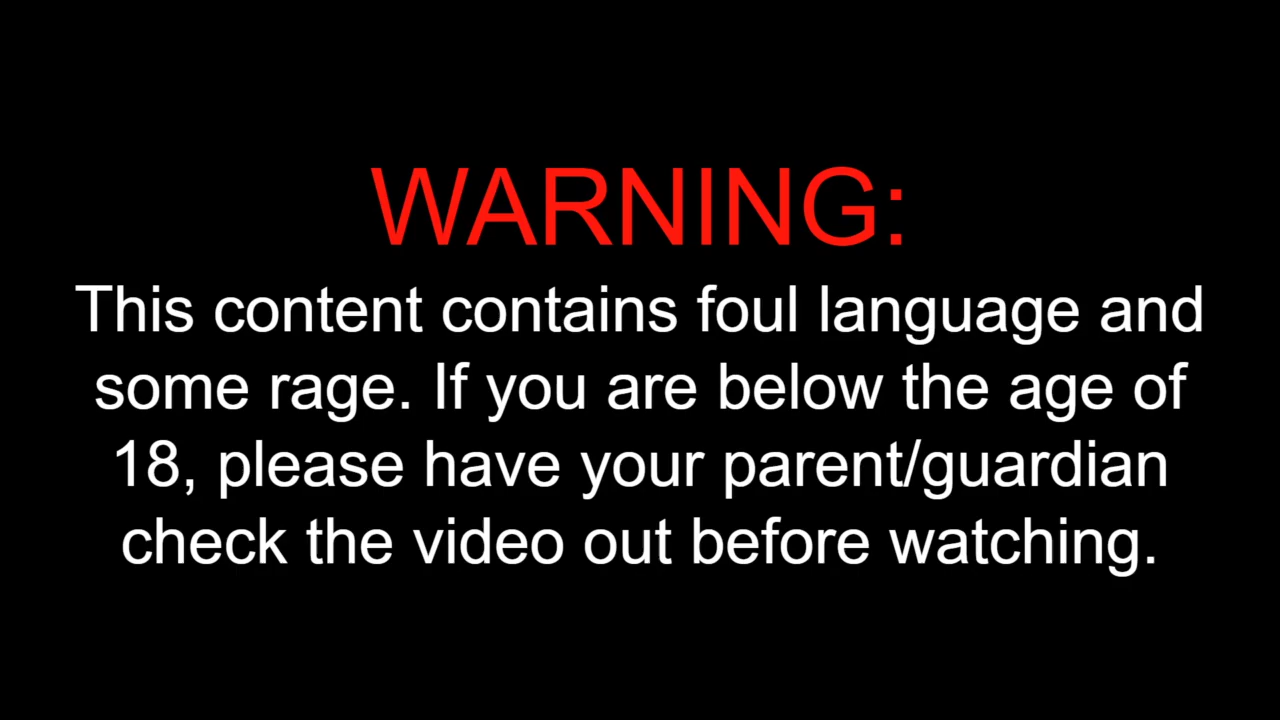 WARNING:
This content contains foul language and
some rage. If you are below the age of
18, please have your parent/guardian
check the video out before watching.